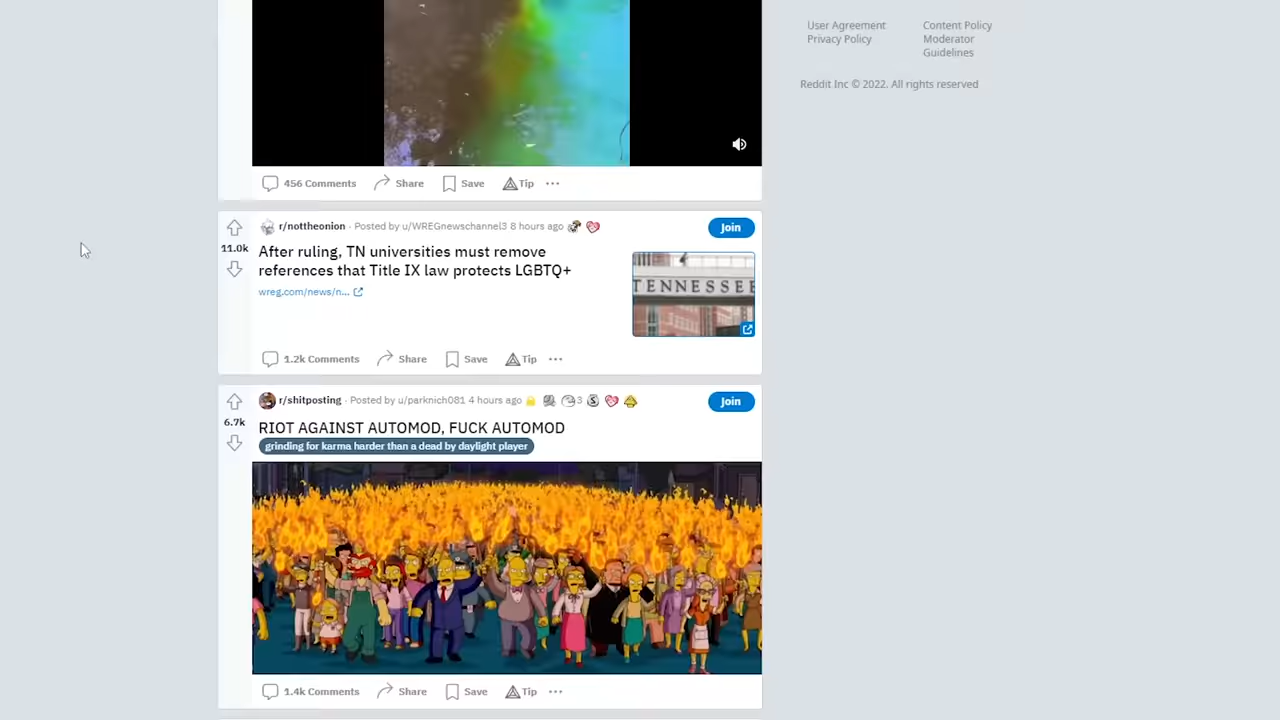 User Agreement
Content Policy
Privacy Policy
Moderator
Guidelines
Reddit Inc © 2022. All rights reserved
456 Comments Share Save Tip
r/nottheonion · Posted by u/WREGnewschannel3 8 hours ago
Join
11.0k
After ruling, TN universities must remove
references that Title IX law protects LGBTQ+
wreg.com/news/n...
TENNESSEE
1.2k Comments Share Save Tip
r/shitposting · Posted by u/parknich081 4 hours ago 3 S
Join
6.7k
RIOT AGAINST AUTOMOD, FUCK AUTOMOD
grinding for karma harder than a dead by daylight player
1.4k Comments Share Save Tip